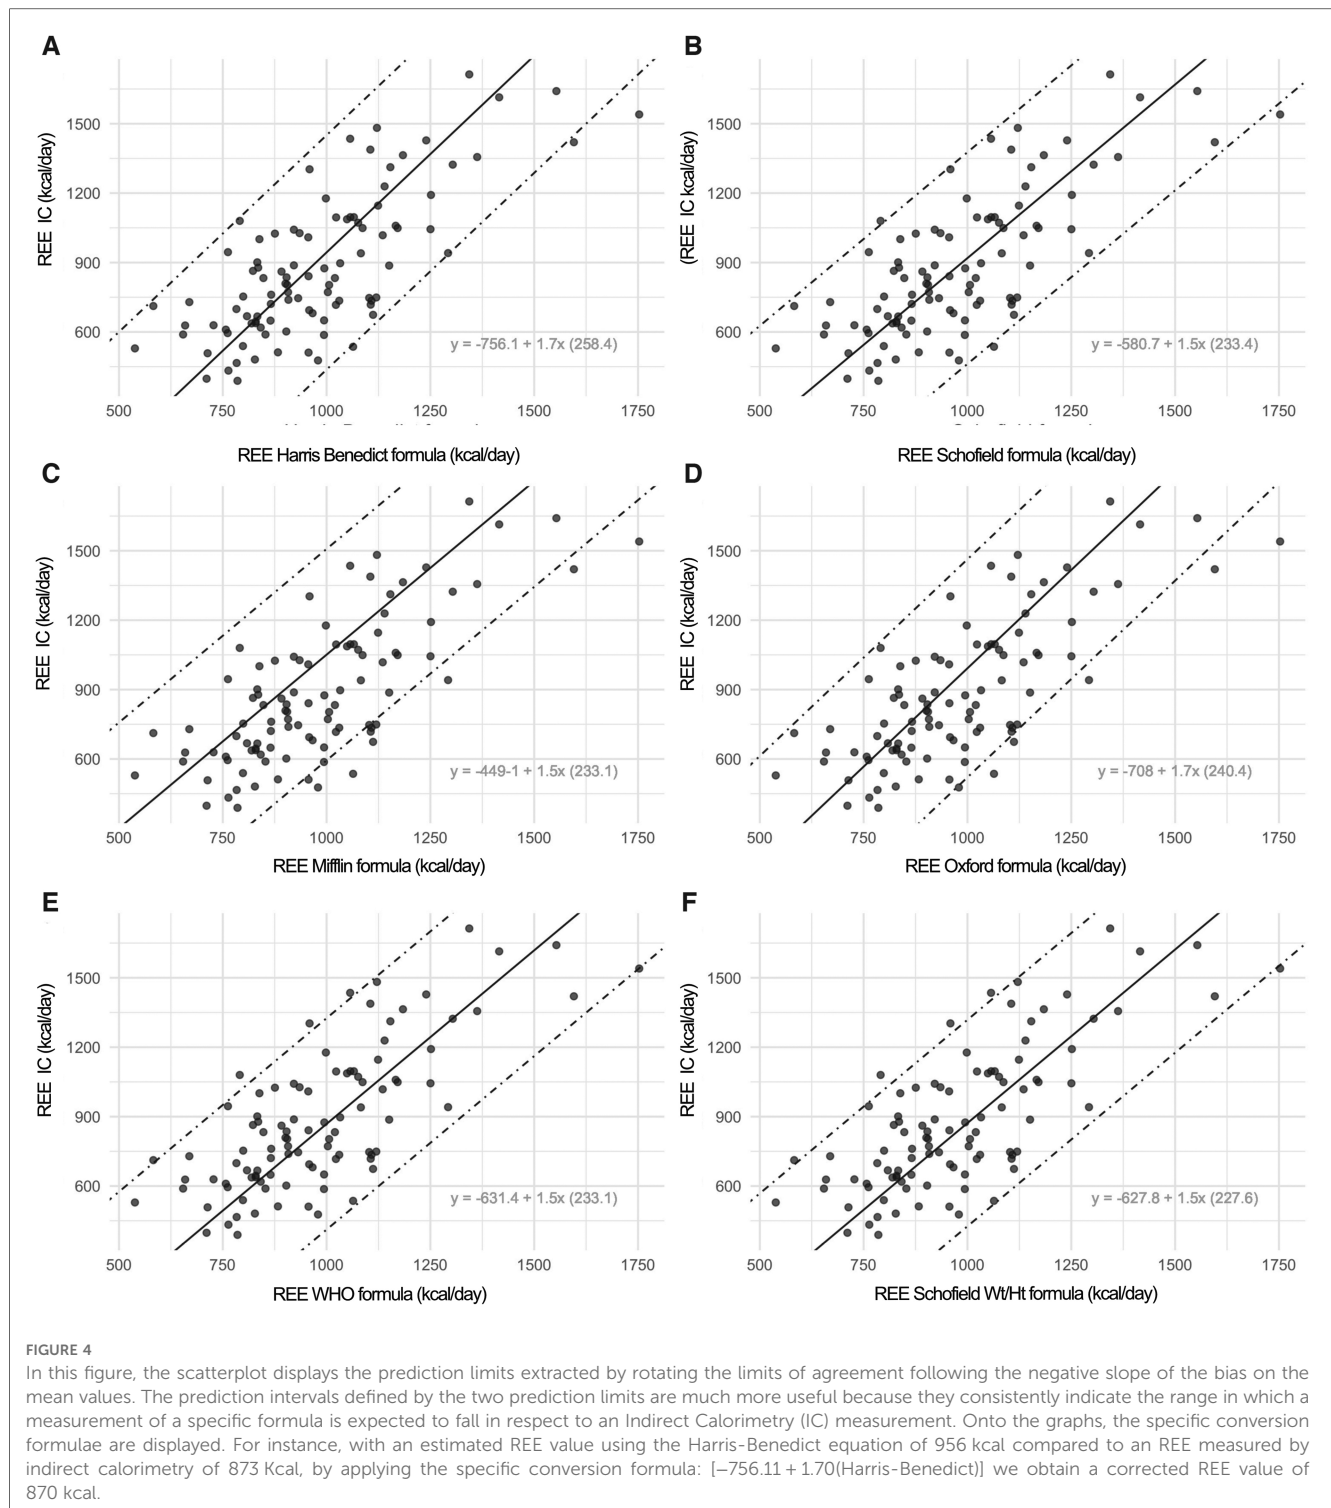 A
REE IC (kcal/day)
1500
1200
900
600
y = -756.1 + 1.7x (258.4)
500 750 1000 1250 1500 1750
REE Harris Benedict formula (kcal/day)
B
(REE IC kcal/day)
1500
1200
900
600
y = -580.7 + 1.5x (233.4)
500 750 1000 1250 1500 1750
REE Schofield formula (kcal/day)
C
REE IC (kcal/day)
1500
1200
900
600
y = -449-1 + 1.5x (233.1)
500 750 1000 1250 1500 1750
REE Mifflin formula (kcal/day)
D
REE IC (kcal/day)
1500
1200
900
600
y = -708 + 1.7x (240.4)
500 750 1000 1250 1500 1750
REE Oxford formula (kcal/day)
E
REE IC (kcal/day)
1500
1200
900
600
y = -631.4 + 1.5x (233.1)
500 750 1000 1250 1500 1750
REE WHO formula (kcal/day)
F
REE IC (kcal/day)
1500
1200
900
600
y = -627.8 + 1.5x (227.6)
500 750 1000 1250 1500 1750
REE Schofield Wt/Ht formula (kcal/day)
FIGURE 4
In this figure, the scatterplot displays the prediction limits extracted by rotating the limits of agreement following the negative slope of the bias on the
mean values. The prediction intervals defined by the two prediction limits are much more useful because they consistently indicate the range in which a
measurement of a specific formula is expected to fall in respect to an Indirect Calorimetry (IC) measurement. Onto the graphs, the specific conversion
formulae are displayed. For instance, with an estimated REE value using the Harris-Benedict equation of 956 kcal compared to an REE measured by
indirect calorimetry of 873 Kcal, by applying the specific conversion formula: [−756.11 + 1.70(Harris-Benedict)] we obtain a corrected REE value of
870 kcal.